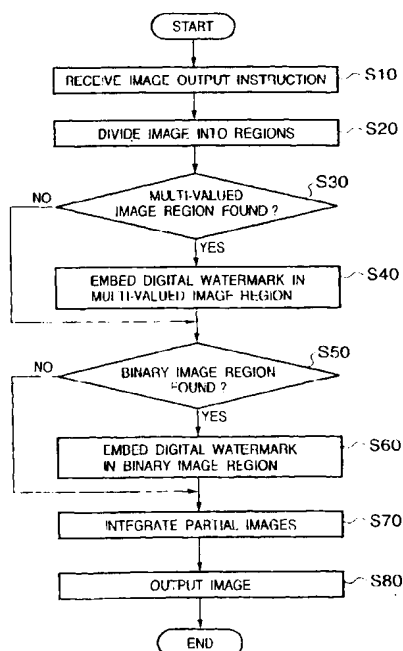 START
RECEIVE IMAGE OUTPUT INSTRUCTION
S10
DIVIDE IMAGE INTO REGIONS
S20
S30
NO
MULTI-VALUED
IMAGE REGION FOUND?
YES
EMBED DIGITAL WATERMARK IN
MULTI-VALUED IMAGE REGION
S40
S50
NO
BINARY IMAGE REGION
FOUND?
YES
EMBED DIGITAL WATERMARK
IN BINARY IMAGE REGION
S60
INTEGRATE PARTIAL IMAGES
S70
OUTPUT IMAGE
S80
END